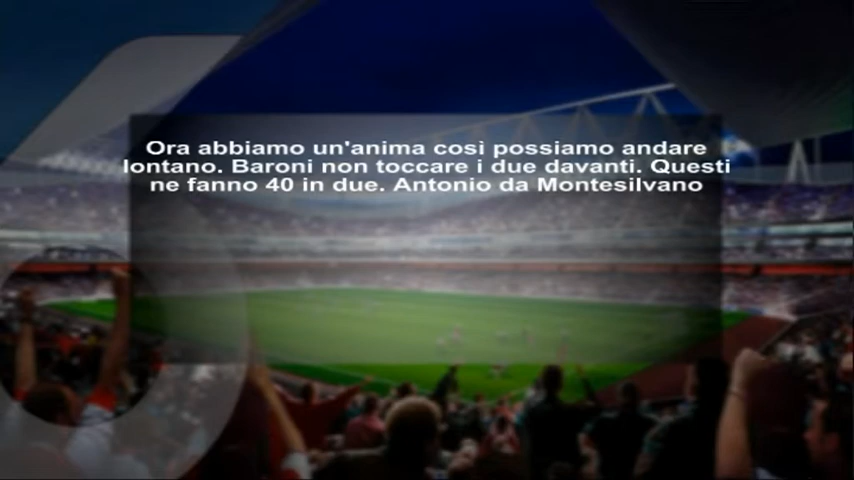 Ora abbiamo un'anima così possiamo andare
lontano. Baroni non toccare i due davanti. Questi
ne fanno 40 in due. Antonio da Montesilvano